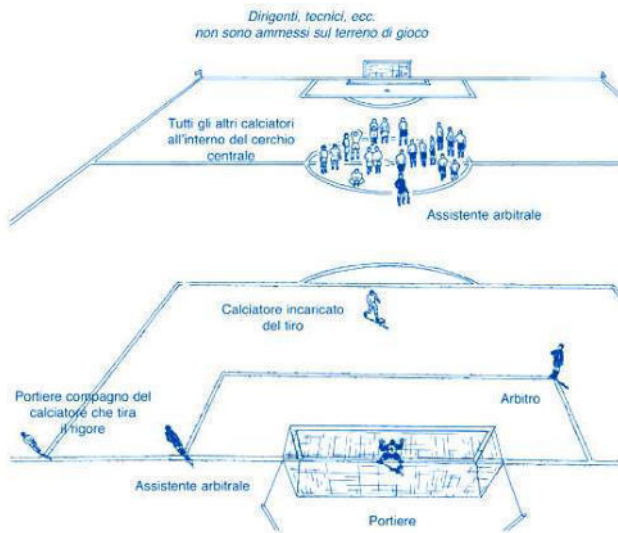 Dirigenti, tecnici, ecc.
non sono ammessi sul terreno di gioco
Tutti gli altri calciatori
all'interno del cerchio
centrale
Assistente arbitrale
Calciatore incaricato
del tiro
Portiere compagno del
calciatore che tira
il rigore
Arbitro
Assistente arbitrale
Portiere